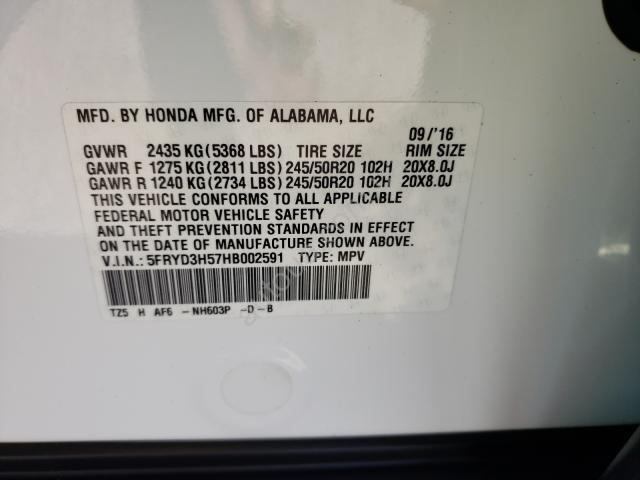 MFD. BY HONDA MFG. OF ALABAMA, LLC
09/'16
GVWR 2435 KG(5368 LBS) TIRE SIZE RIM SIZE
GAWR F 1275 KG(2811 LBS) 245/50R20 102H 20X8.0J
GAWR R 1240 KG(2734 LBS) 245/50R20 102H 20X8.0J
THIS VEHICLE CONFORMS TO ALL APPLICABLE
FEDERAL MOTOR VEHICLE SAFETY
AND THEFT PREVENTION STANDARDS IN EFFECT
ON THE DATE OF MANUFACTURE SHOWN ABOVE.
V.I.N.: 5FRYD3H57HB002591 TYPE: MPV
TZ5 H AF6 -NH603P -D-B